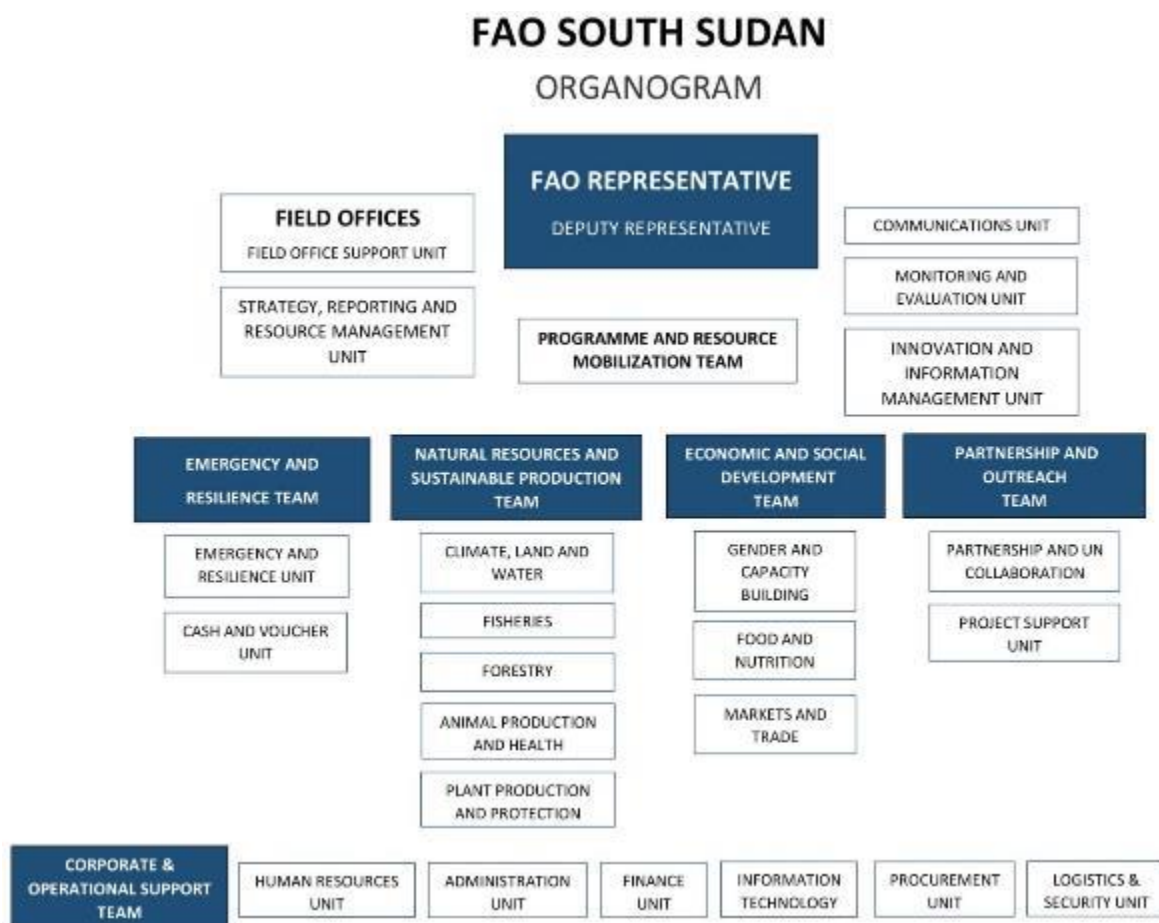 FAO SOUTH SUDAN
ORGANOGRAM
FAO REPRESENTATIVE
DEPUTY REPRESENTATIVE
FIELD OFFICES
FIELD OFFICE SUPPORT UNIT
STRATEGY, REPORTING AND
RESOURCE MANAGEMENT
UNIT
PROGRAMME AND RESOURCE
MOBILIZATION TEAM
COMMUNICATIONS UNIT
MONITORING AND
EVALUATION UNIT
INNOVATION AND
INFORMATION
MANAGEMENT UNIT
EMERGENCY AND
RESILIENCE TEAM
EMERGENCY AND
RESILIENCE UNIT
CASH AND VOUCHER
UNIT
NATURAL RESOURCES AND
SUSTAINABLE PRODUCTION
TEAM
CLIMATE, LAND AND
WATER
FISHERIES
FORESTRY
ANIMAL PRODUCTION
AND HEALTH
PLANT PRODUCTION
AND PROTECTION
ECONOMIC AND SOCIAL
DEVELOPMENT
TEAM
GENDER AND
CAPACITY
BUILDING
FOOD AND
NUTRITION
MARKETS AND
TRADE
PARTNERSHIP AND
OUTREACH
TEAM
PARTNERSHIP AND UN
COLLABORATION
PROJECT SUPPORT
UNIT
CORPORATE &
OPERATIONAL SUPPORT
TEAM
HUMAN RESOURCES
UNIT
ADMINISTRATION
UNIT
FINANCE
UNIT
INFORMATION
TECHNOLOGY
PROCUREMENT
UNIT
LOGISTICS &
SECURITY UNIT